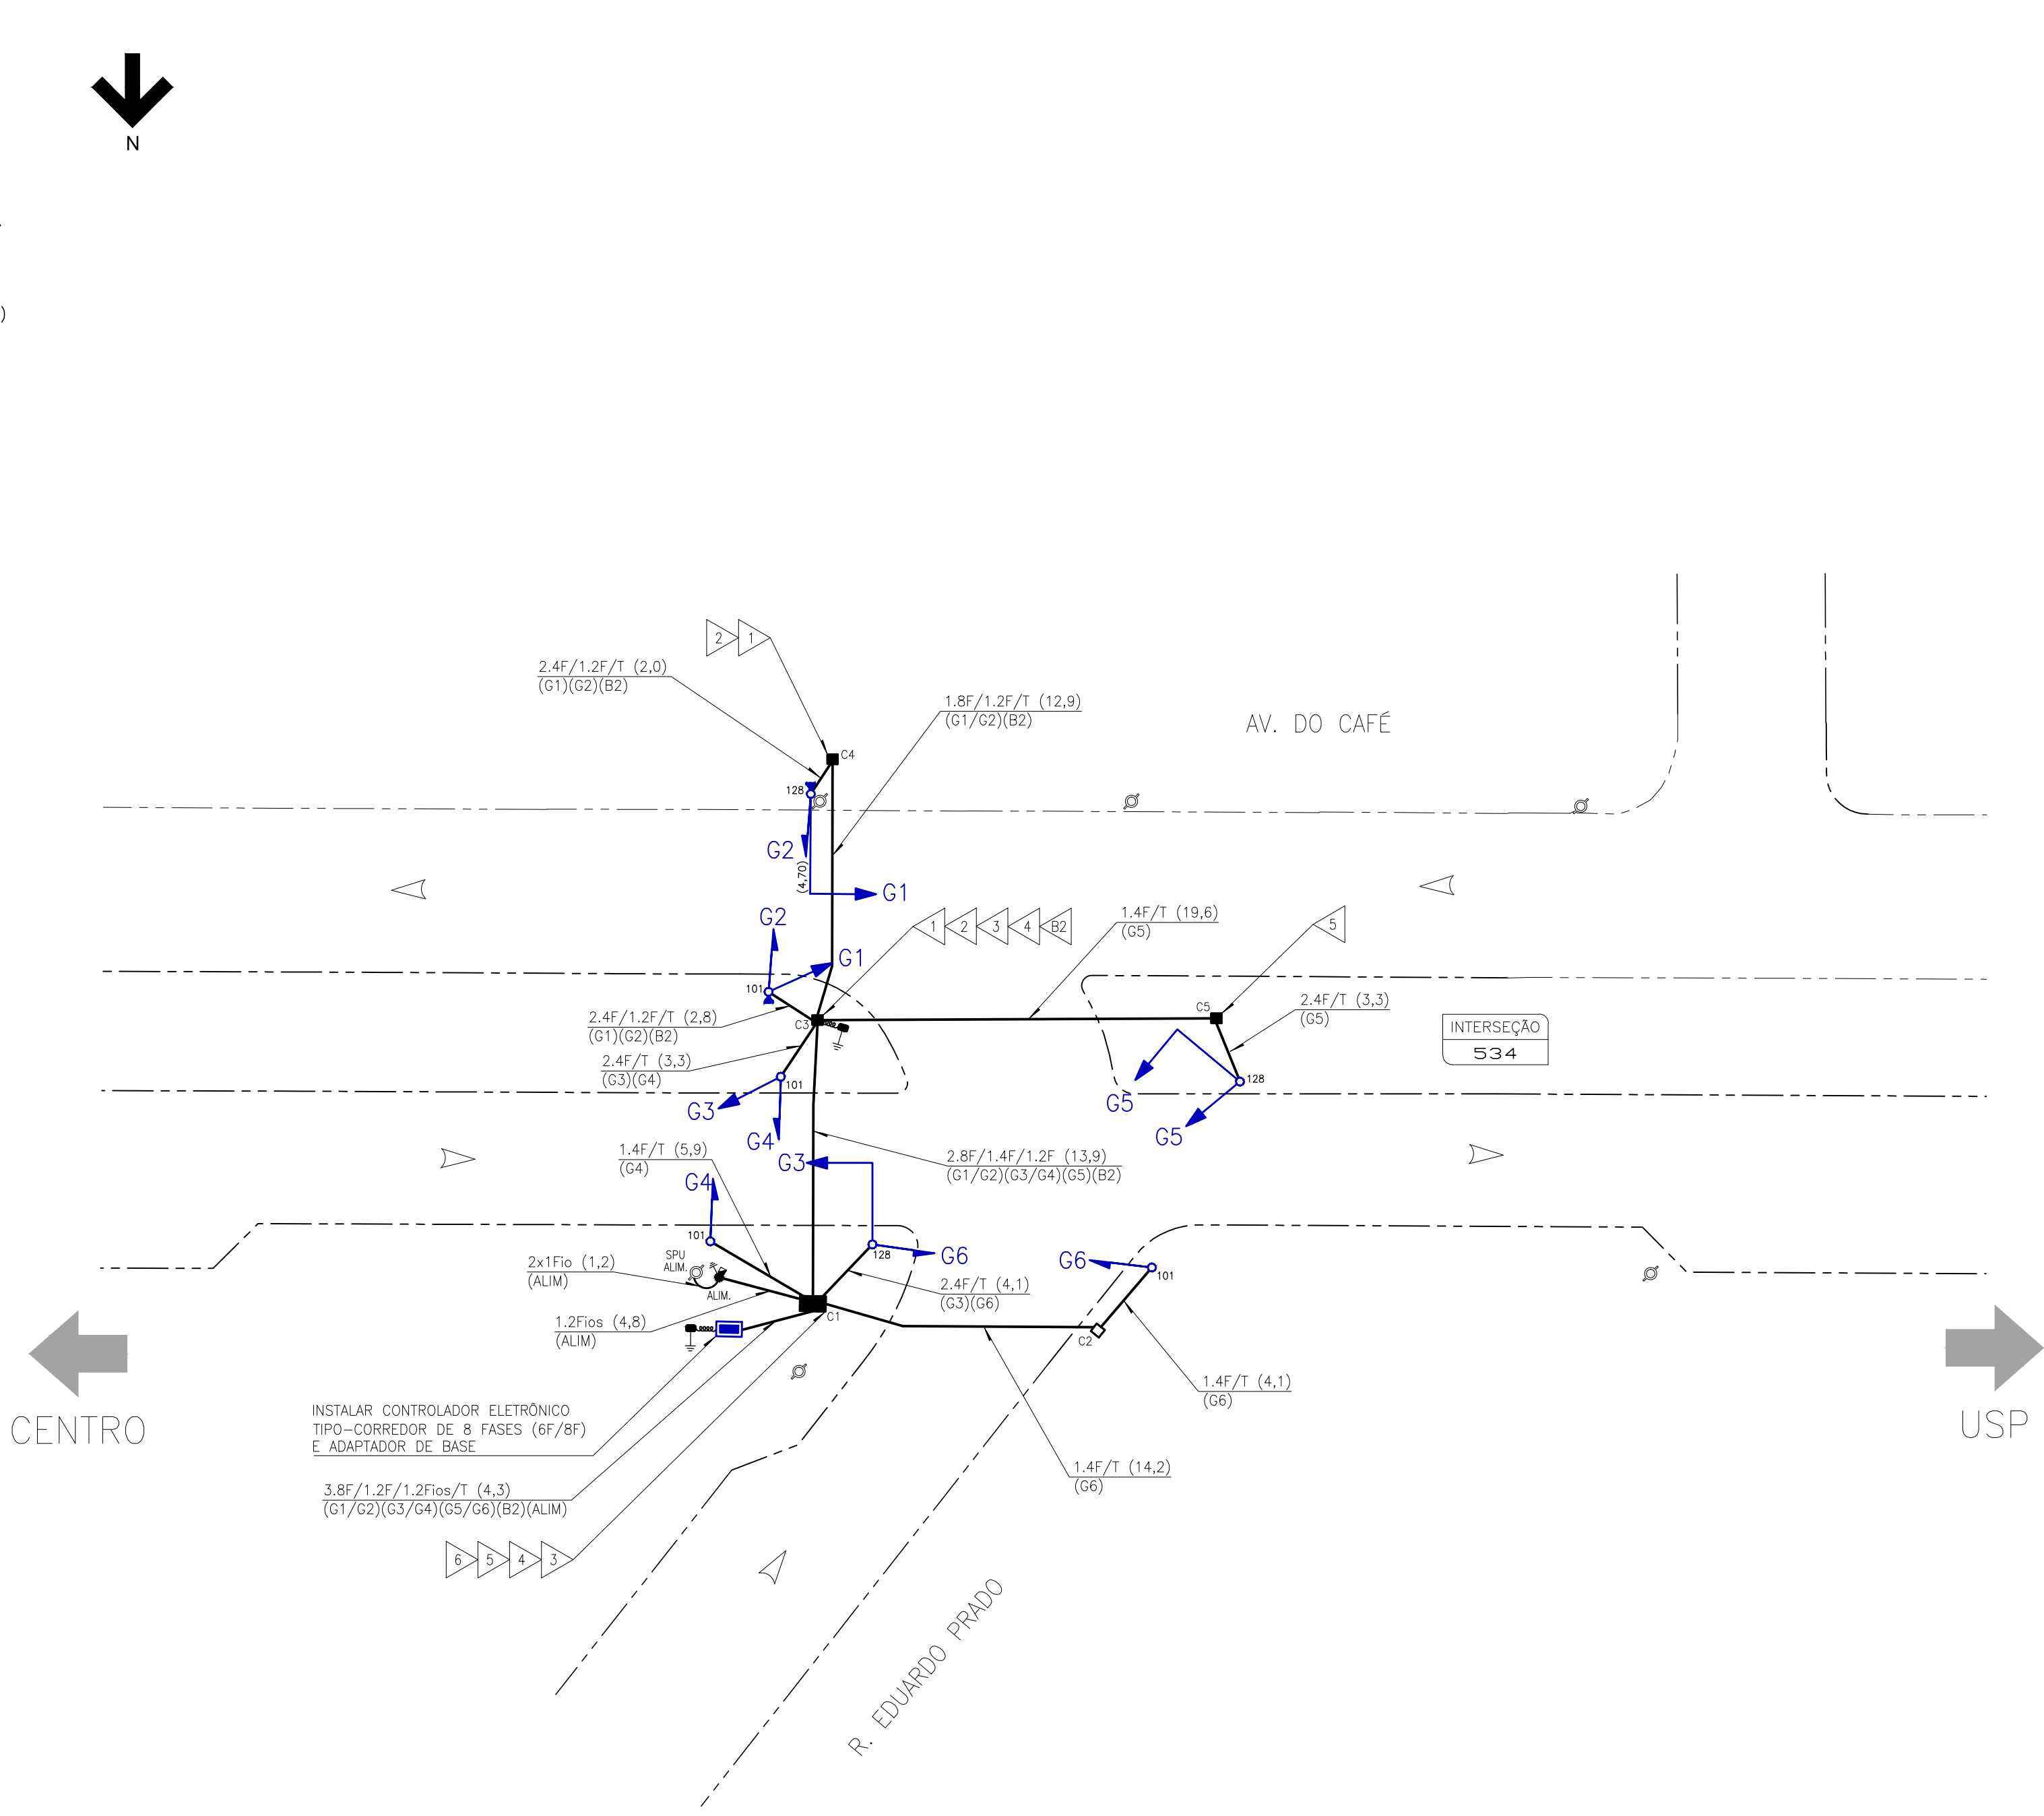 N
)
2 1
2.4F/1.2F/T (2,0)
(G1)(G2)(B2)
1.8F/1.2F/T (12,9)
(G1/G2)(B2)
AV. DO CAFÉ
C4
128
G2
(4,70)
G1
G2
1 2 3 4 B2
1.4F/T (19,6)
(G5)
5
G1
101
C3
C5
2.4F/T (3,3)
(G5)
2.4F/1.2F/T (2,8)
(G1)(G2)(B2)
INTERSEÇÃO
534
2.4F/T (3,3)
(G3)(G4)
101
128
G3
G5
G4
G5
1.4F/T (5,9)
(G4)
G3
2.8F/1.4F/1.2F (13,9)
(G1/G2)(G3/G4)(G5)(B2)
G4
101
128
G6
G6
101
SPU
ALIM.
2x1Fio (1,2)
(ALIM)
ALIM.
2.4F/T (4,1)
(G3)(G6)
C1
1.2Fios (4,8)
(ALIM)
C2
1.4F/T (4,1)
(G6)
CENTRO
USP
INSTALAR CONTROLADOR ELETRÔNICO
TIPO-CORREDOR DE 8 FASES (6F/8F)
E ADAPTADOR DE BASE
1.4F/T (14,2)
(G6)
3.8F/1.2F/1.2Fios/T (4,3)
(G1/G2)(G3/G4)(G5/G6)(B2)(ALIM)
6 5 4 3
R. EDUARDO PRADO